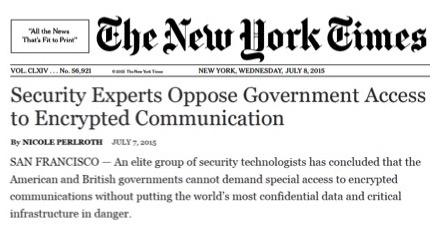 "All the News
That's Fit to Print"
The New York Times
VOL. CLXIV . . . No. 56,921
© 2015 The New York Times
NEW YORK, WEDNESDAY, JULY 8, 2015
Security Experts Oppose Government Access
to Encrypted Communication
By NICOLE PERLROTH JULY 7, 2015
SAN FRANCISCO — An elite group of security technologists has concluded that the
American and British governments cannot demand special access to encrypted
communications without putting the world's most confidential data and critical
infrastructure in danger.